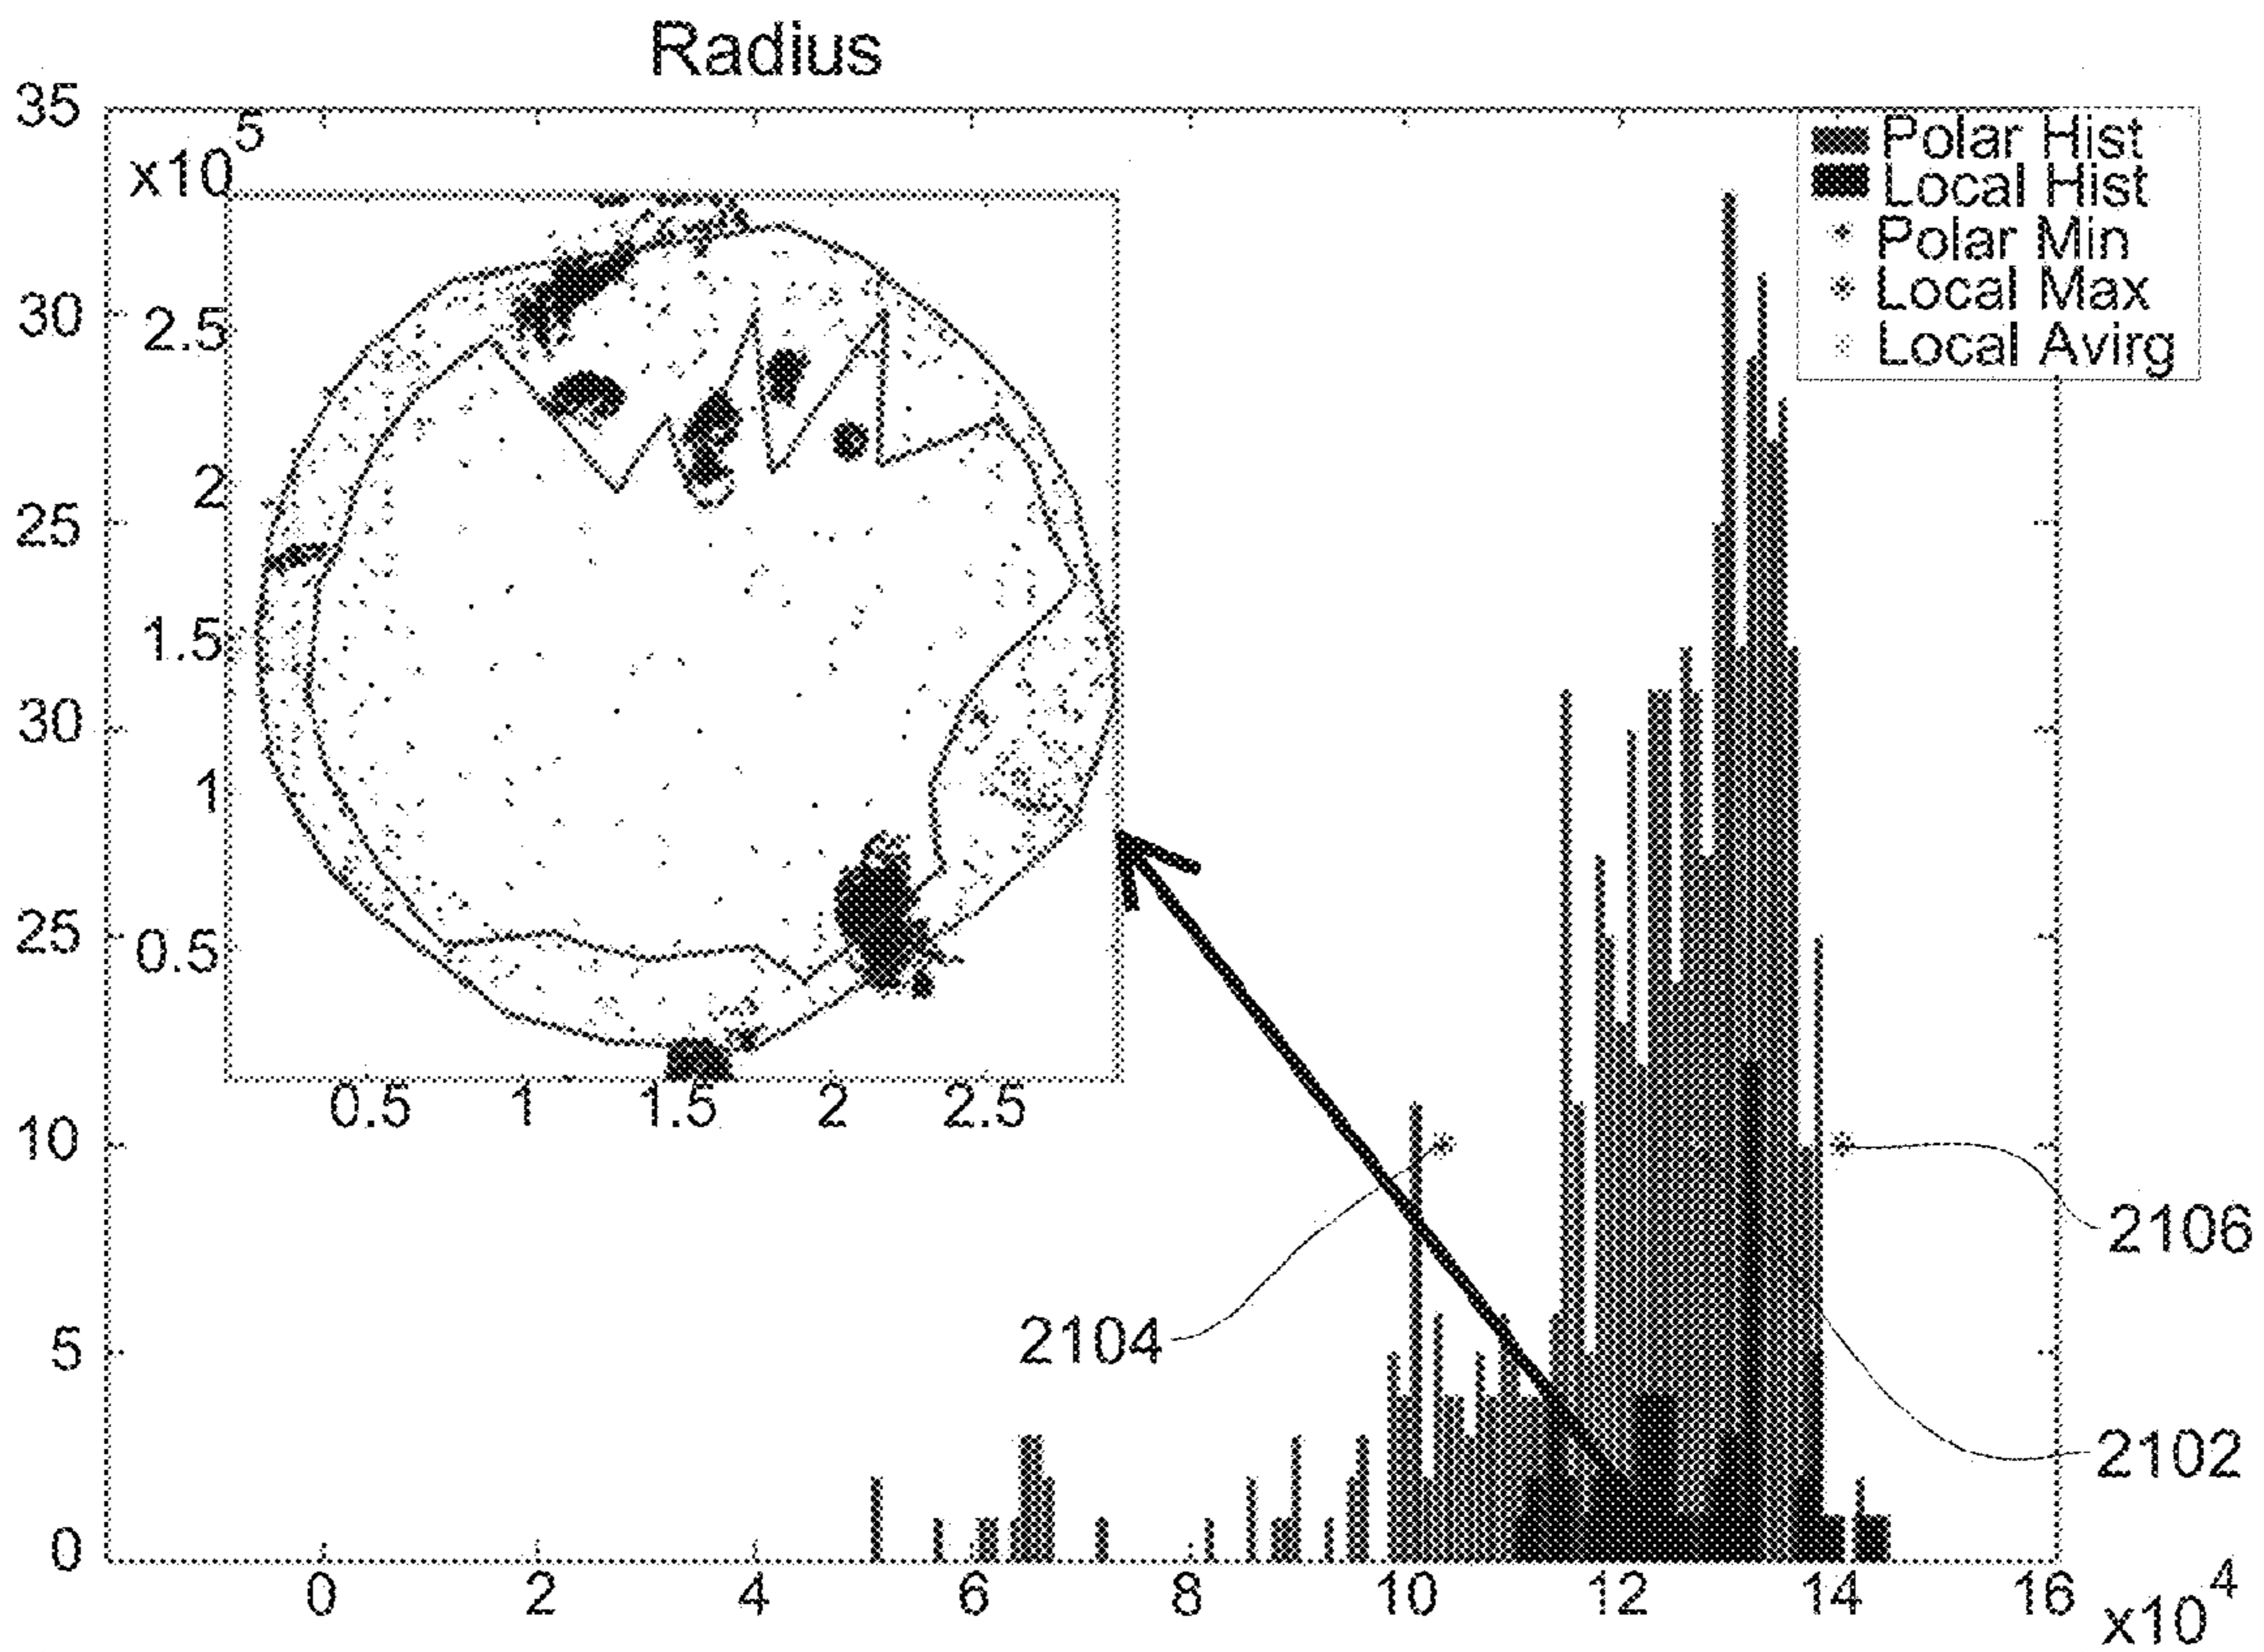 Radius
35
30
25
30
25
10
5
0
x10^5
2.5
2
1.5
1
0.5
0.5 1 1.5 2 2.5
Polar Hist
Local Hist
Polar Min
Local Max
Local Avirg
2104
2106
2102
0 2 4 6 8 10 12 14 16
x10^4